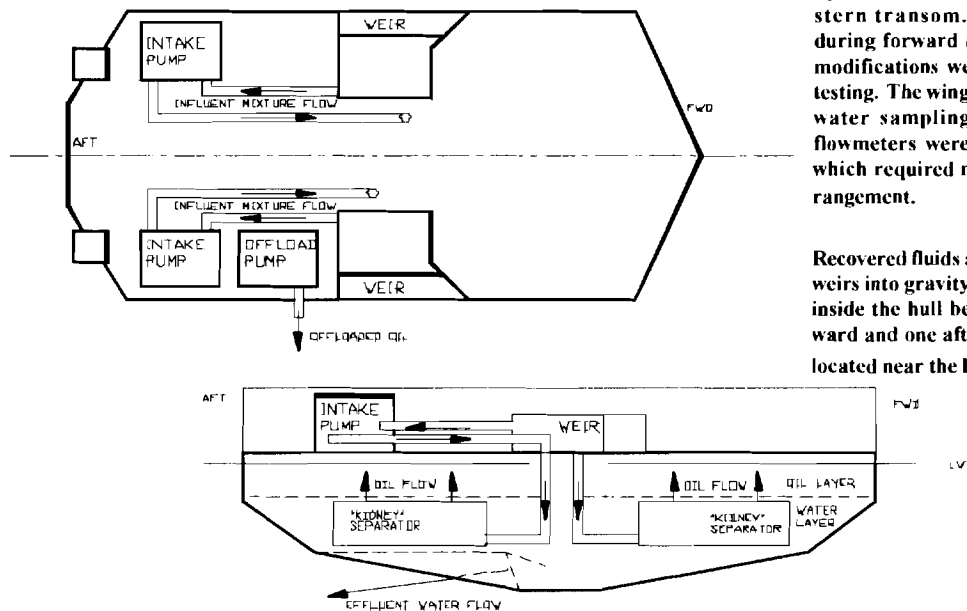 WEIR
INTAKE
PUMP
INFLUENT MIXTURE FLOW
AFT
FWD
INFLUENT MIXTURE FLOW
INTAKE
PUMP
OFFLOAD
PUMP
WEIR
OFFLOADED OIL
stern transom.
during forward
modifications we
testing. The wing
water sampling
flowmeters were
which required
rangement.
Recovered fluids a
weirs into gravity
inside the hull be
ward and one aft
located near the
AFT
FWD
INTAKE
PUMP
WEIR
OIL FLOW
OIL FLOW
OIL LAYER
"KIDNEY"
SEPARATOR
"KIDNEY"
SEPARATOR
WATER
LAYER
EFFLUENT WATER FLOW